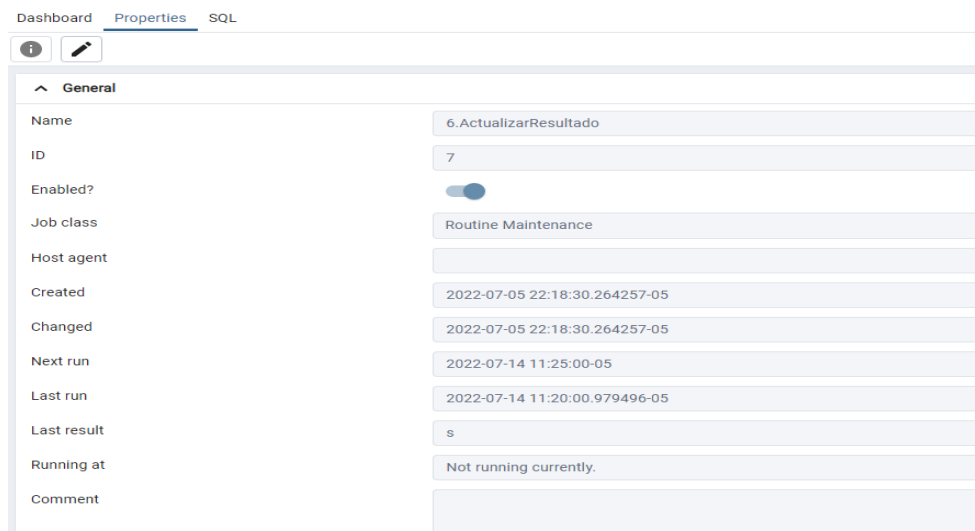 Dashboard Properties SQL
General
Name 6.ActualizarResultado
ID 7
Enabled?
Job class Routine Maintenance
Host agent
Created 2022-07-05 22:18:30.264257-05
Changed 2022-07-05 22:18:30.264257-05
Next run 2022-07-14 11:25:00-05
Last run 2022-07-14 11:20:00.979496-05
Last result s
Running at Not running currently.
Comment